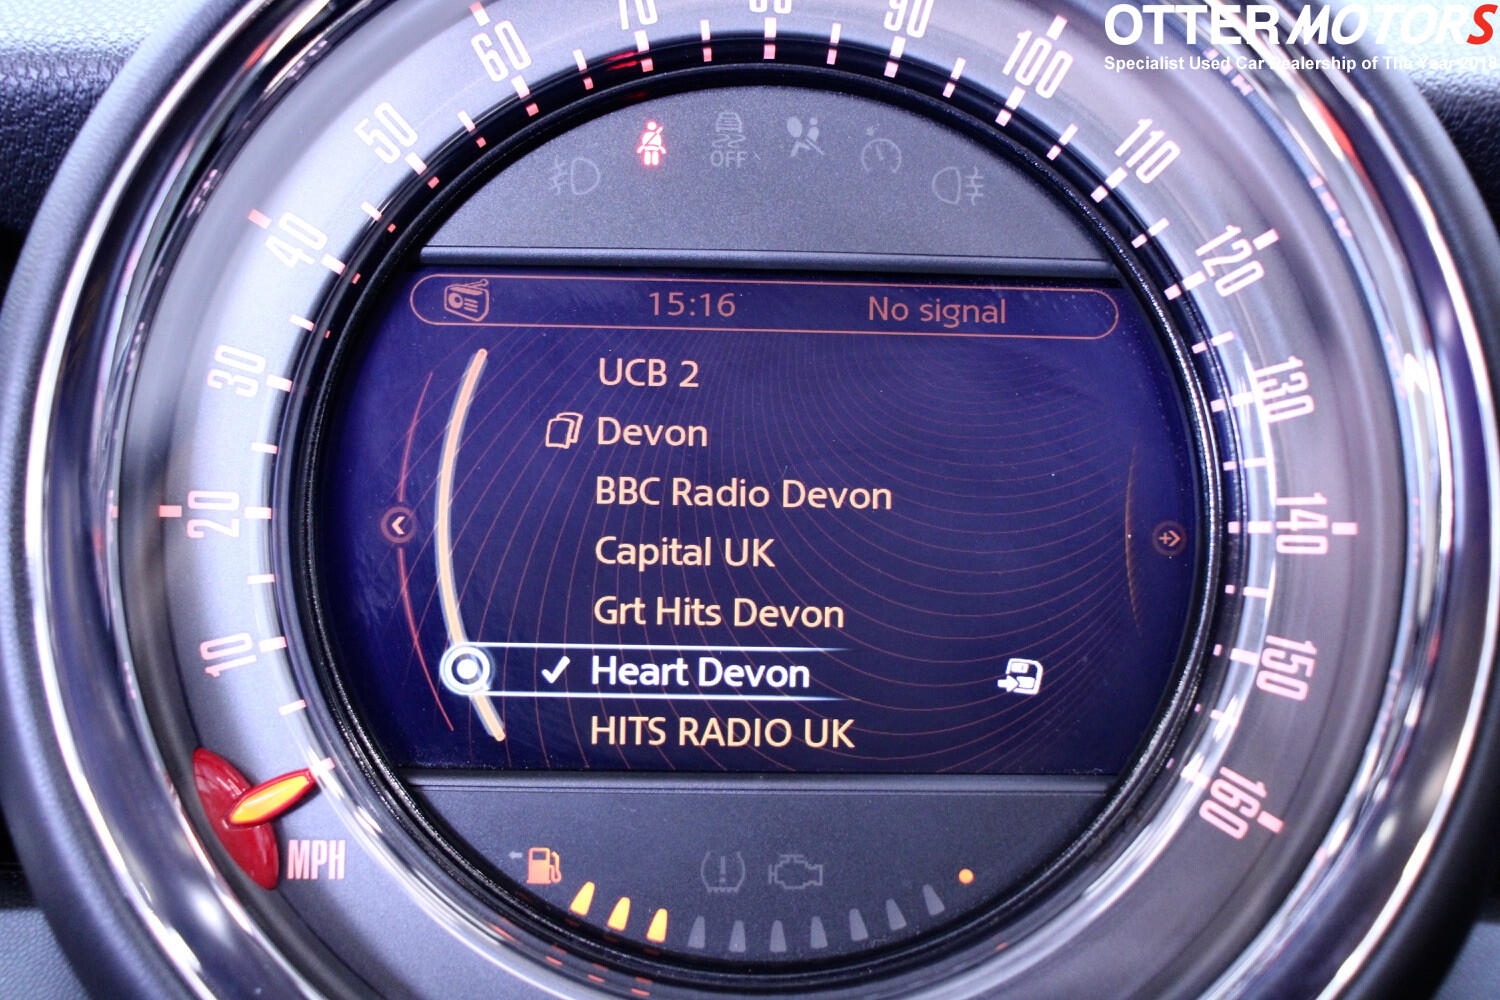 OTTER MOTORS
Specialist Used Car Dealership of The Year 2018
60 70 80 90 100
50 110
40 120
30 130
20 140
10 150
160
MPH
OFF
15:16 No signal
UCB 2
Devon
BBC Radio Devon
Capital UK
Grt Hits Devon
Heart Devon
HITS RADIO UK